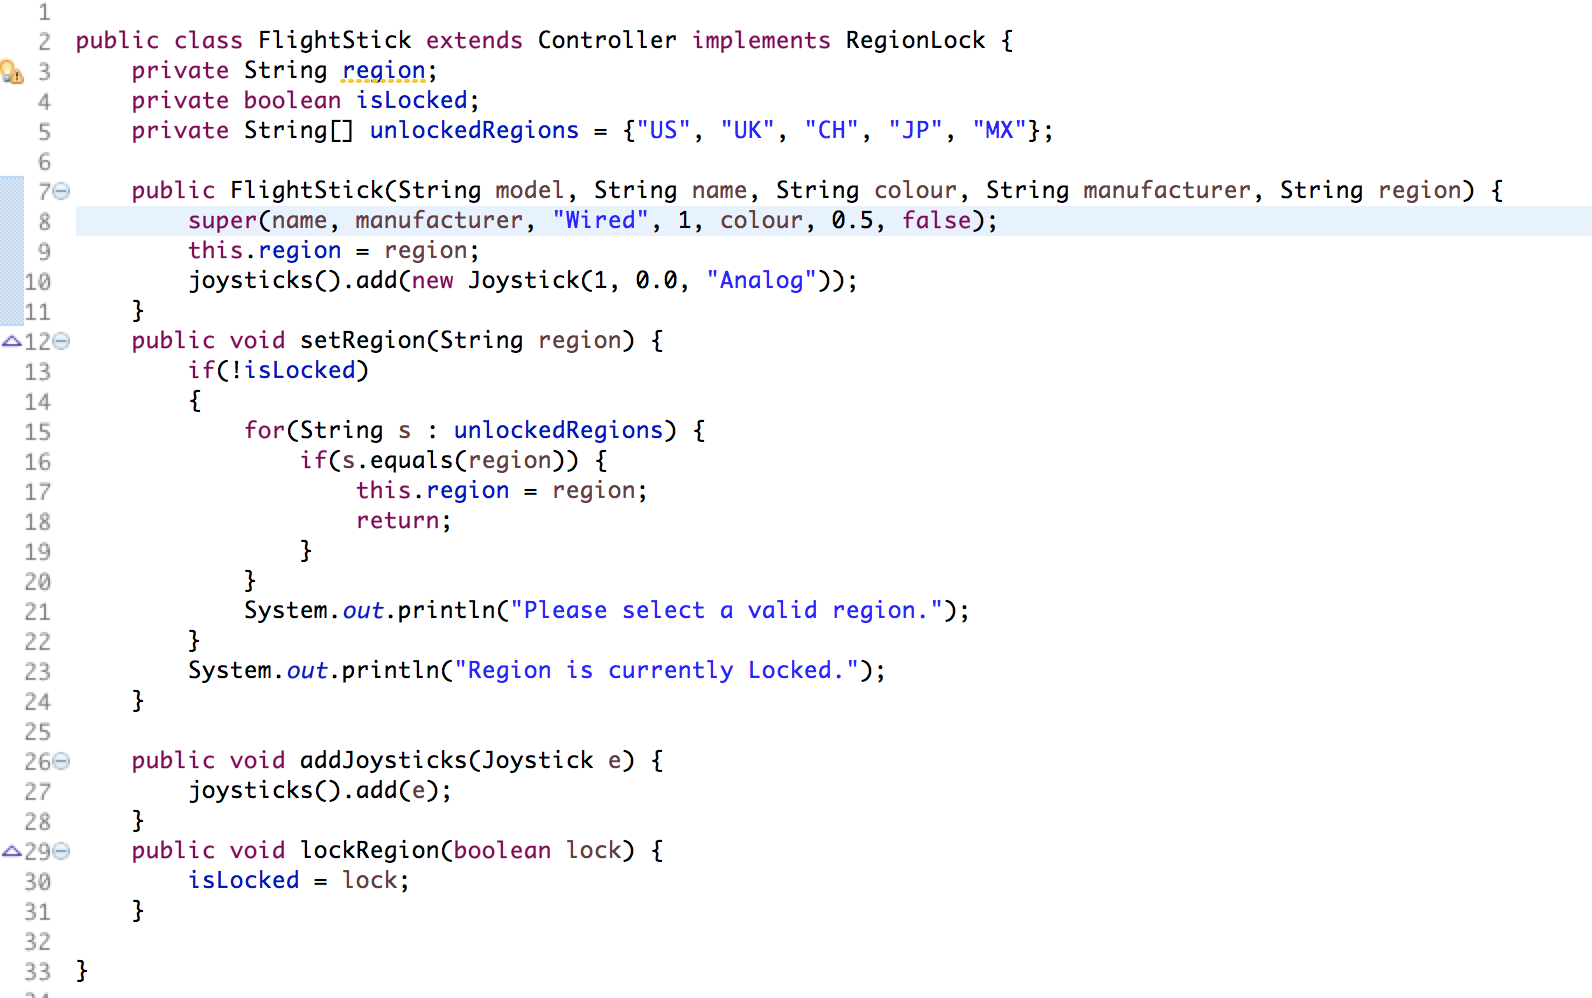 1
2 public class FlightStick extends Controller implements RegionLock {
3     private String region;
4     private boolean isLocked;
5     private String[] unlockedRegions = {"US", "UK", "CH", "JP", "MX"};
6
7     public FlightStick(String model, String name, String colour, String manufacturer, String region) {
8         super(name, manufacturer, "Wired", 1, colour, 0.5, false);
9         this.region = region;
10         joysticks().add(new Joystick(1, 0.0, "Analog"));
11     }
12     public void setRegion(String region) {
13         if(!isLocked)
14         {
15             for(String s : unlockedRegions) {
16                 if(s.equals(region)) {
17                     this.region = region;
18                     return;
19                 }
20             }
21             System.out.println("Please select a valid region.");
22         }
23         System.out.println("Region is currently Locked.");
24     }
25
26     public void addJoysticks(Joystick e) {
27         joysticks().add(e);
28     }
29     public void lockRegion(boolean lock) {
30         isLocked = lock;
31     }
32
33 }